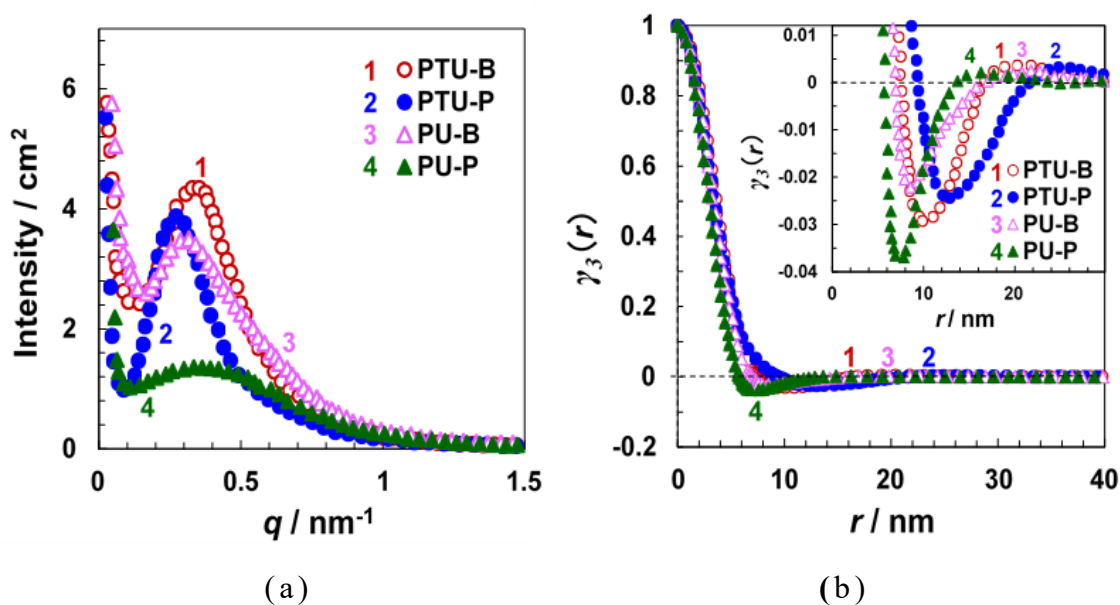 6
4
2
0
0
0.5
1
1.5
Intensity / cm²
q / nm⁻¹
1 PTU-B
2 PTU-P
3 PU-B
4 PU-P
1
2
3
4
(a)
1
0.8
0.6
0.4
0.2
0
-0.2
0
10
20
30
40
γ₃(r)
r / nm
1
3
2
4
0.01
0
-0.01
-0.02
-0.03
-0.04
0
10
20
γ₃(r)
r / nm
4
1
3
2
1 PTU-B
2 PTU-P
3 PU-B
4 PU-P
(b)